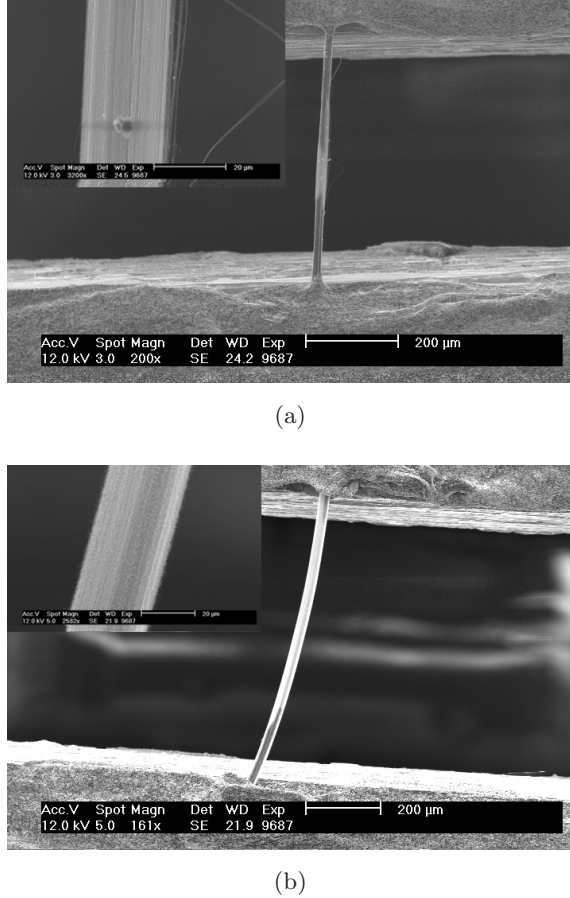 Acc.V Spot Magn Det WD Exp 20 µm
12.0 kV 3.0 3200x SE 24.5 9687
Acc.V Spot Magn Det WD Exp 200 µm
12.0 kV 3.0 200x SE 24.2 9687
(a)
Acc.V Spot Magn Det WD Exp 20 µm
12.0 kV 5.0 2582x SE 21.9 9687
Acc.V Spot Magn Det WD Exp 200 µm
12.0 kV 5.0 161x SE 21.9 9687
(b)